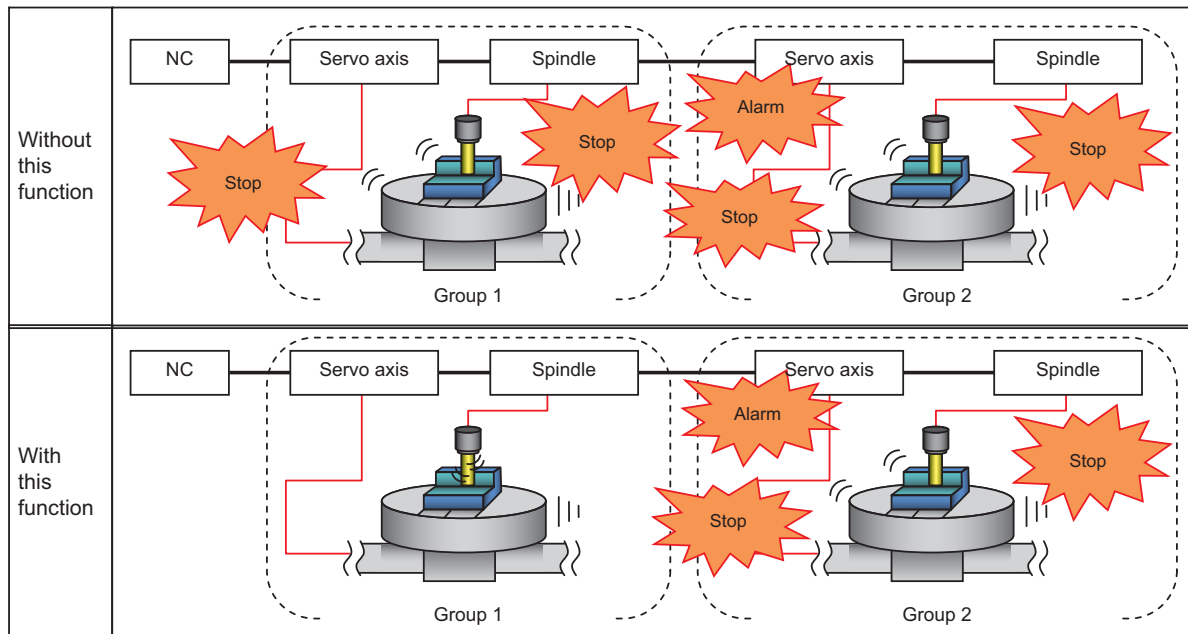 Without
this
function
NC
Servo axis
Spindle
Servo axis
Spindle
Alarm
Stop
Stop
Stop
Stop
Group 1
Group 2
With
this
function
NC
Servo axis
Spindle
Servo axis
Spindle
Alarm
Stop
Stop
Group 1
Group 2